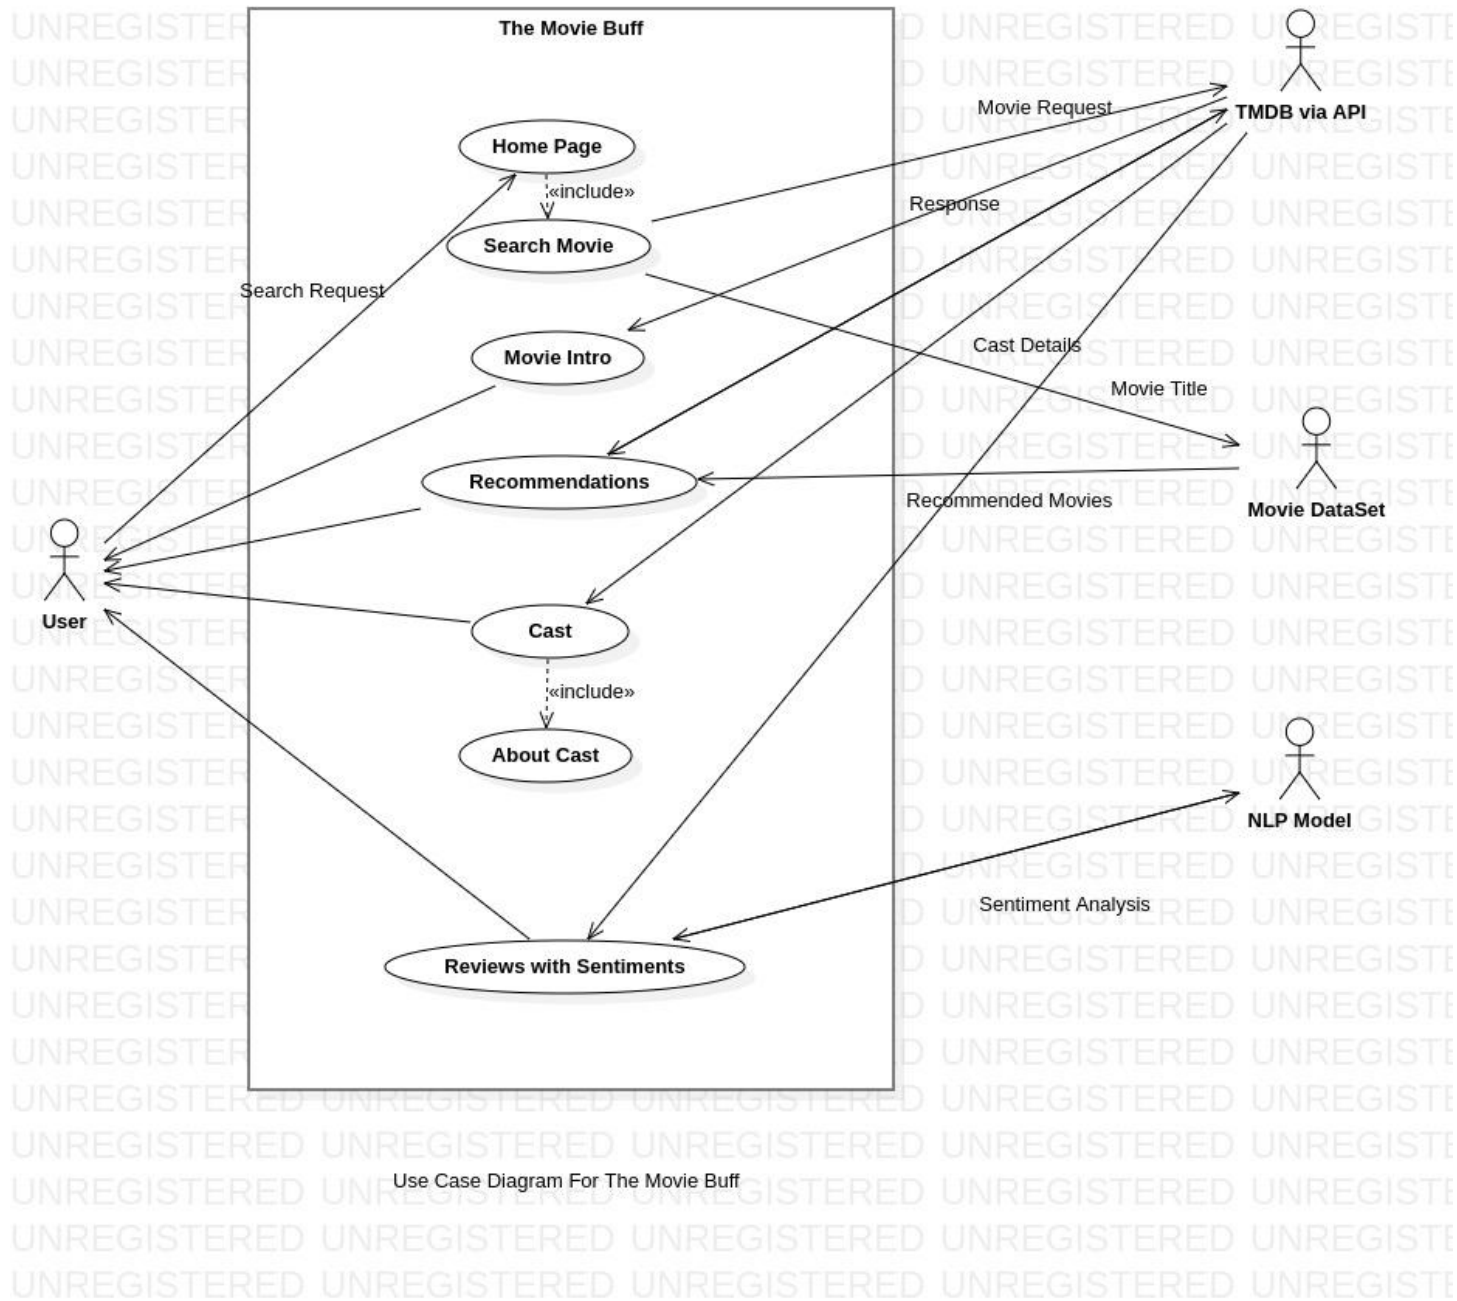 The Movie Buff
TMDB via API
Movie Request
Home Page
«include»
Response
Search Movie
Search Request
Cast Details
Movie Intro
Movie Title
Recommendations
Recommended Movies
Movie DataSet
User
Cast
«include»
About Cast
NLP Model
Sentiment Analysis
Reviews with Sentiments
Use Case Diagram For The Movie Buff
UNREGISTERED